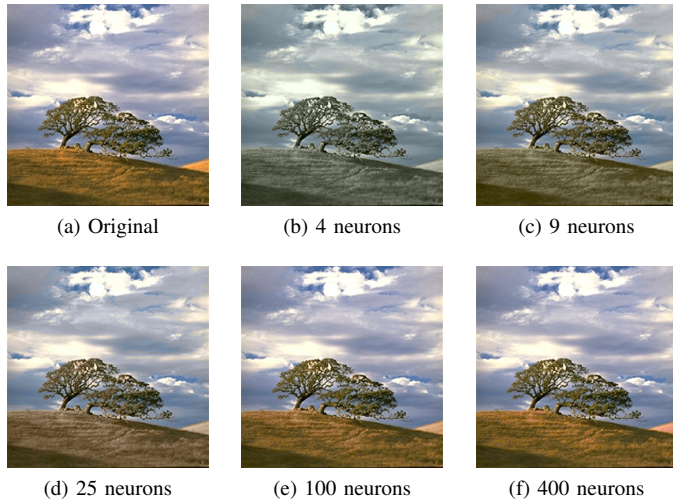 (a) Original
(b) 4 neurons
(c) 9 neurons
(d) 25 neurons
(e) 100 neurons
(f) 400 neurons